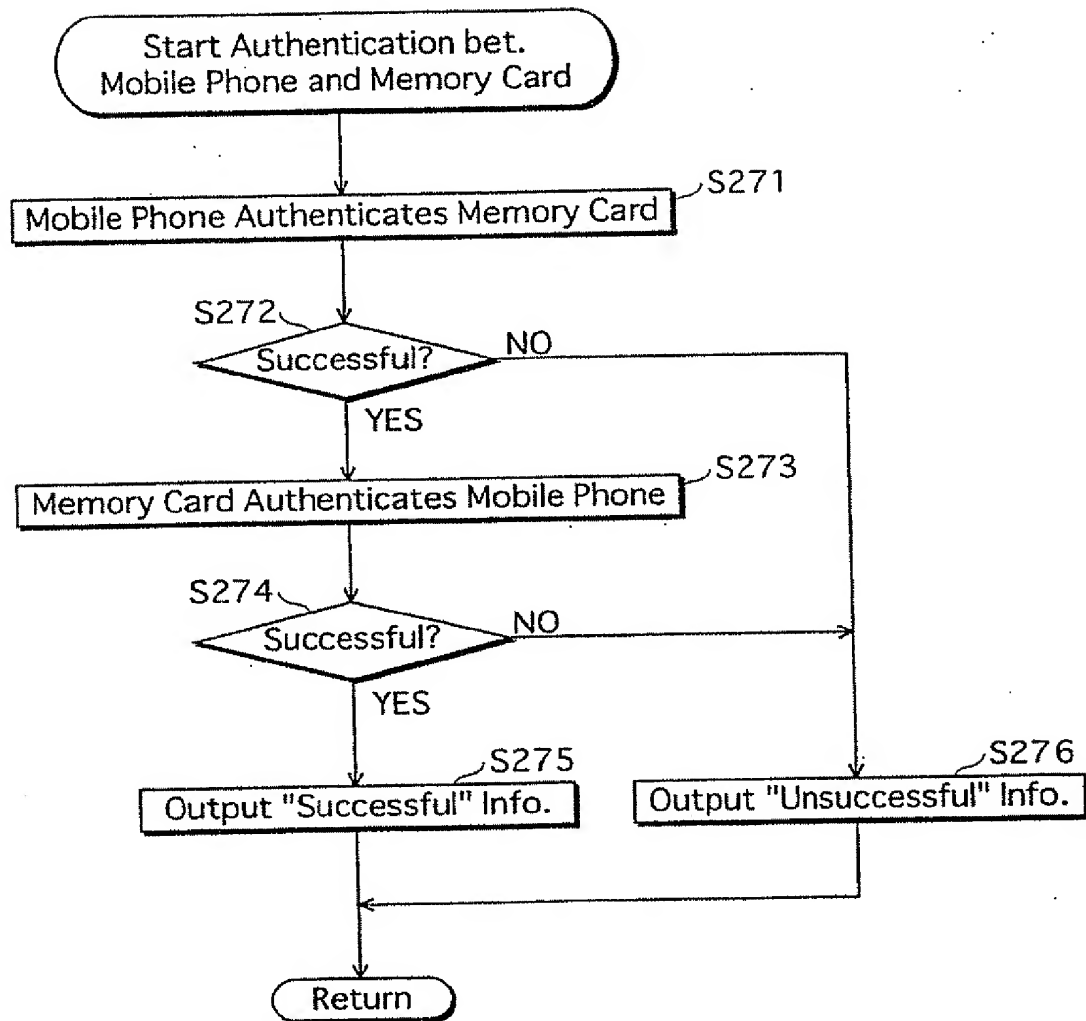 Start Authentication bet.
Mobile Phone and Memory Card
S271
Mobile Phone Authenticates Memory Card
S272
Successful?
NO
YES
S273
Memory Card Authenticates Mobile Phone
S274
Successful?
NO
YES
S275
Output "Successful" Info.
S276
Output "Unsuccessful" Info.
Return